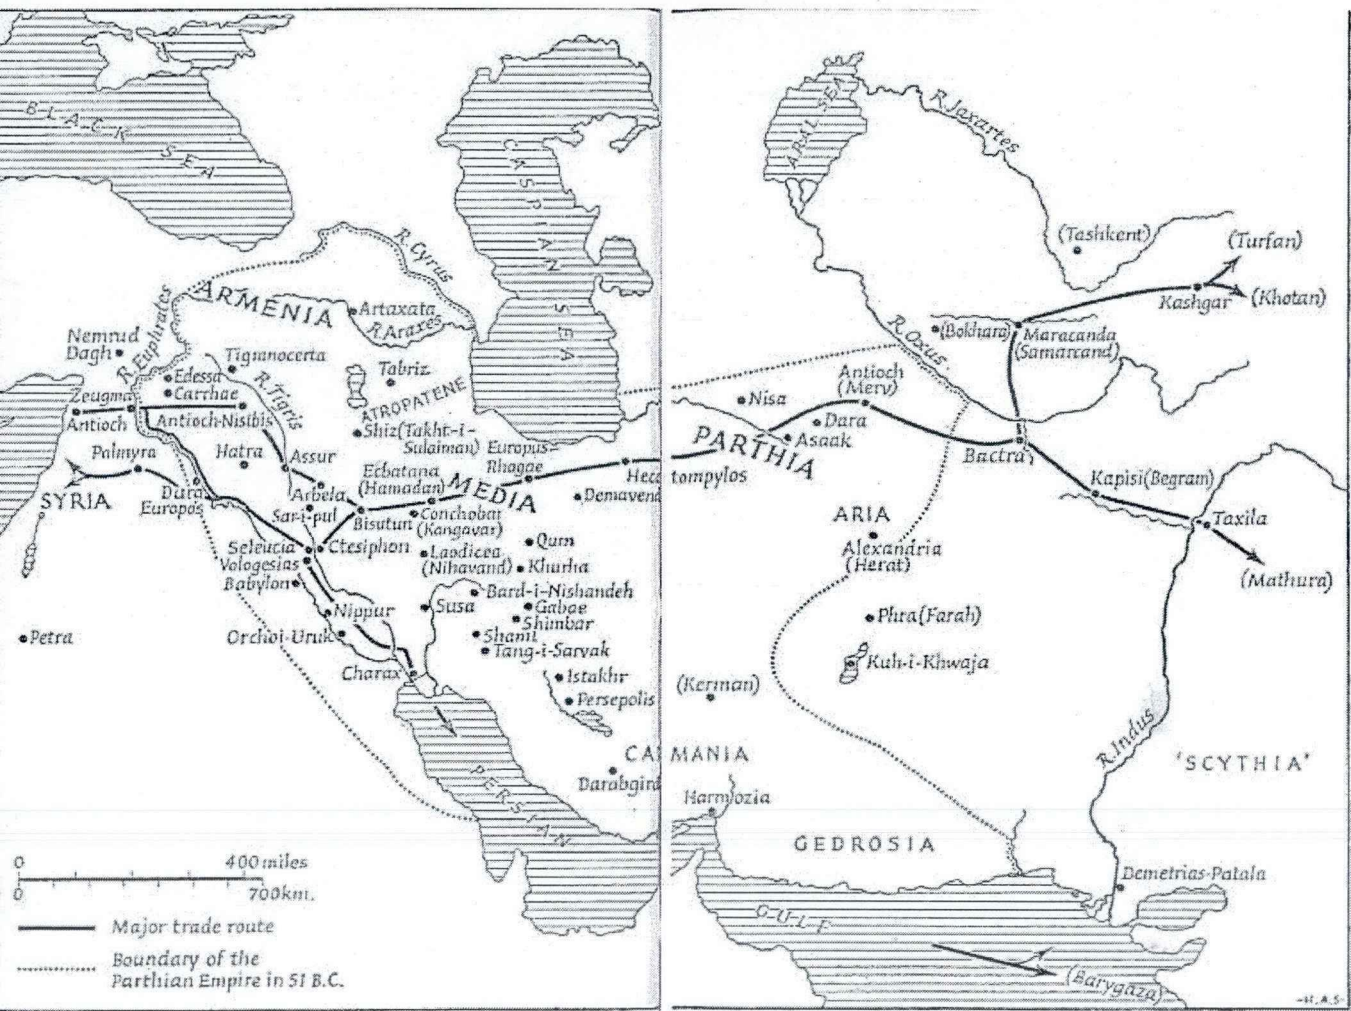 BLACK SEA
CASPIAN SEA
ARAL SEA
R. Jaxartes
(Tashkent)
(Turfan)
(Khotan)
Kashgar
R. Cyrus
ARMENIA
Artaxata
R. Araxes
R. Euphrates
Nemrud
Dagh
Tigranocerta
R. Tigris
Edessa
Carrhae
Zeugma
Antioch
Antioch-Nisibis
Tabriz
ATROPATENE
Shiz (Takht-i-
Sulaiman)
R. Oxus
(Bokhara)
Maracanda
(Samarcand)
Antioch
(Merv)
Nisa
Dara
Asaak
PARTHIA
Bactra
Kapisi (Begram)
Taxila
(Mathura)
Palmyra
SYRIA
Dura
Europos
Hatra
Assur
Arbela
Sar-i-pul
Ecbatana
(Hamadan)
MEDIA
Europus-
Rhagae
Hecatompylos
Demavend
Bisutun
Conchobar
(Kangavar)
Seleucia
Ctesiphon
Vologesias
Babylon
Laodicea
(Nihavand)
Qum
Khurha
Bard-i-Nishandeh
Susa
Gabae
Shimbar
Shami
Tang-i-Sarvak
Nippur
Orchoi-Uruk
Charax
Petra
Istakhr
Persepolis
ARIA
Alexandria
(Herat)
Phra (Farah)
Kuh-i-Khwaja
(Kerman)
CARMANIA
Darabgird
Harmozia
GEDROSIA
R. Indus
'SCYTHIA'
Demetrias-Patala
PERSIAN
GULF
(Barygaza)
0 400 miles
0 700 km.
Major trade route
Boundary of the
Parthian Empire in 51 B.C.
-H.A.S-